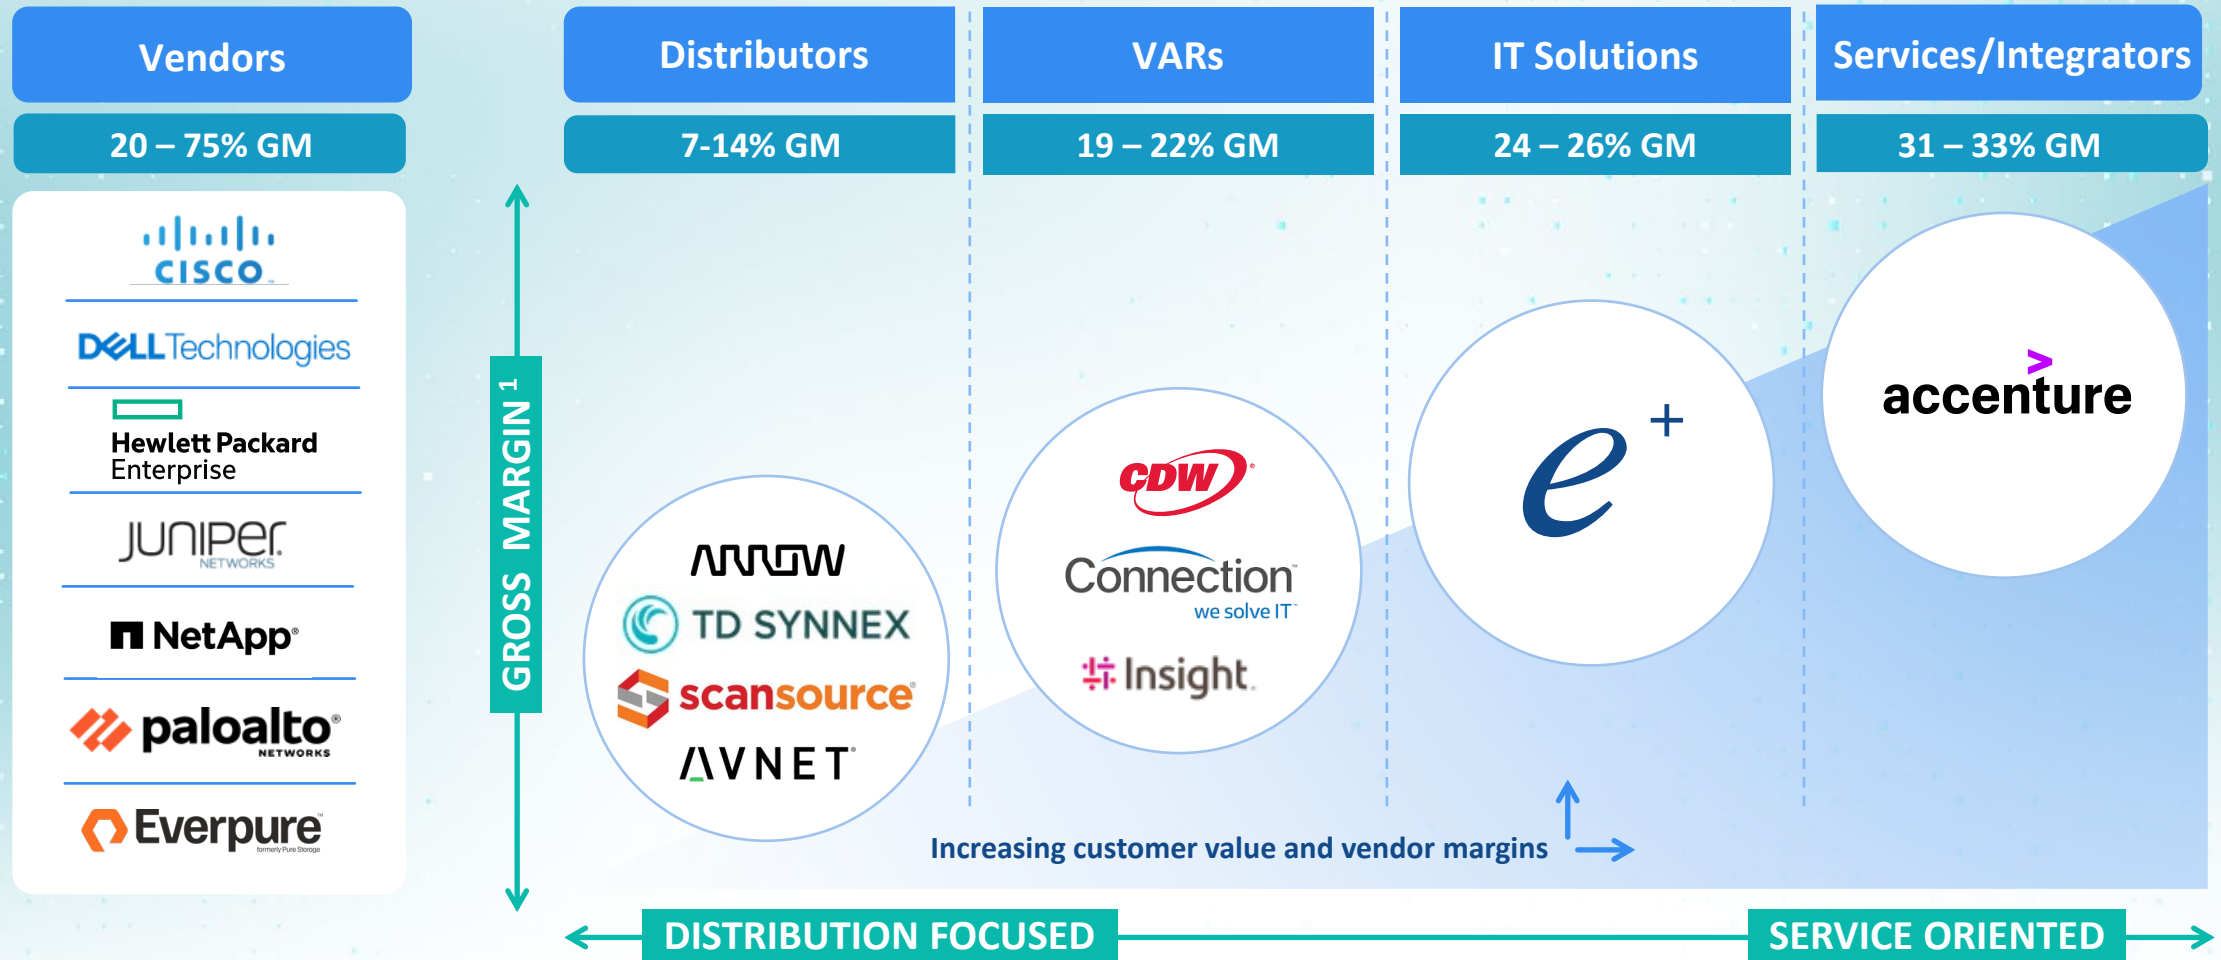 Vendors
20 – 75% GM
CISCO
DELL Technologies
Hewlett Packard
Enterprise
JUNIPER
NETWORKS
NetApp
paloalto
NETWORKS
Everpure
formerly Pure Storage
GROSS MARGIN 1
Distributors
7-14% GM
ARROW
TD SYNNEX
scansource
AVNET
VARs
19 – 22% GM
CDW
Connection
we solve IT
Insight
IT Solutions
24 – 26% GM
e+
Services/Integrators
31 – 33% GM
>
accenture
Increasing customer value and vendor margins
DISTRIBUTION FOCUSED
SERVICE ORIENTED